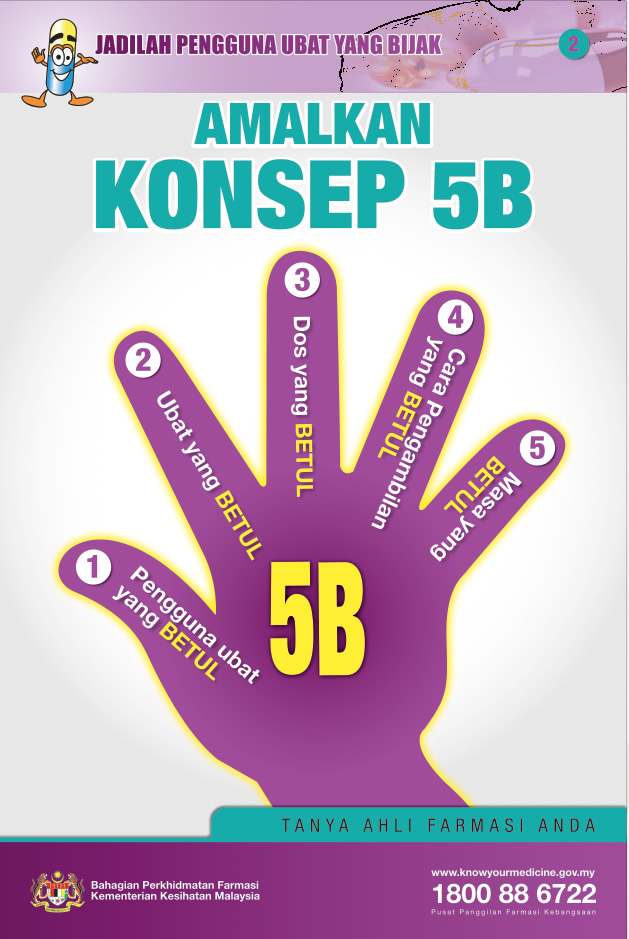 JADILAH PENGGUNA UBAT YANG BIJAK
2
AMALKAN
KONSEP 5B
1
Pengguna ubat
yang BETUL
2
Ubat yang BETUL
3
Dos yang BETUL
4
Cara Pengambilan
yang BETUL
5
Masa yang
BETUL
5B
TANYA AHLI FARMASI ANDA
Bahagian Perkhidmatan Farmasi
Kementerian Kesihatan Malaysia
www.knowyourmedicine.gov.my
1800 88 6722
Pusat Panggilan Farmasi Kebangsaan